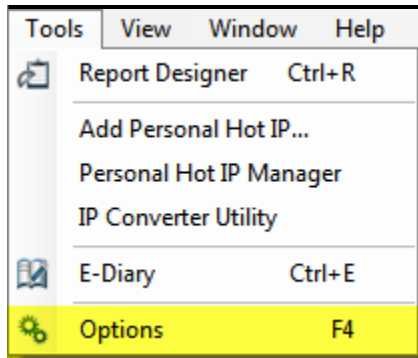 Tools View Window Help
Report Designer Ctrl+R
Add Personal Hot IP...
Personal Hot IP Manager
IP Converter Utility
E-Diary Ctrl+E
Options F4